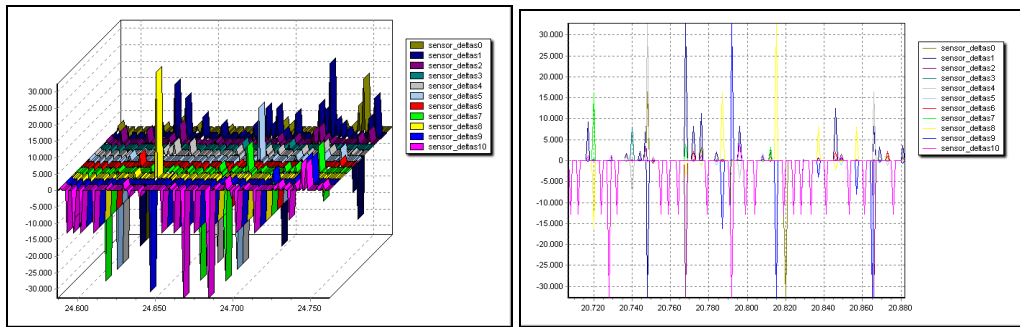 30.000
25.000
20.000
15.000
10.000
5.000
0
-5.000
-10.000
-15.000
-20.000
-25.000
-30.000
24.600 24.650 24.700 24.750
sensor_deltas0
sensor_deltas1
sensor_deltas2
sensor_deltas3
sensor_deltas4
sensor_deltas5
sensor_deltas6
sensor_deltas7
sensor_deltas8
sensor_deltas9
sensor_deltas10
30.000
25.000
20.000
15.000
10.000
5.000
0
-5.000
-10.000
-15.000
-20.000
-25.000
-30.000
20.720 20.740 20.760 20.780 20.800 20.820 20.840 20.860 20.880
sensor_deltas0
sensor_deltas1
sensor_deltas2
sensor_deltas3
sensor_deltas4
sensor_deltas5
sensor_deltas6
sensor_deltas7
sensor_deltas8
sensor_deltas9
sensor_deltas10